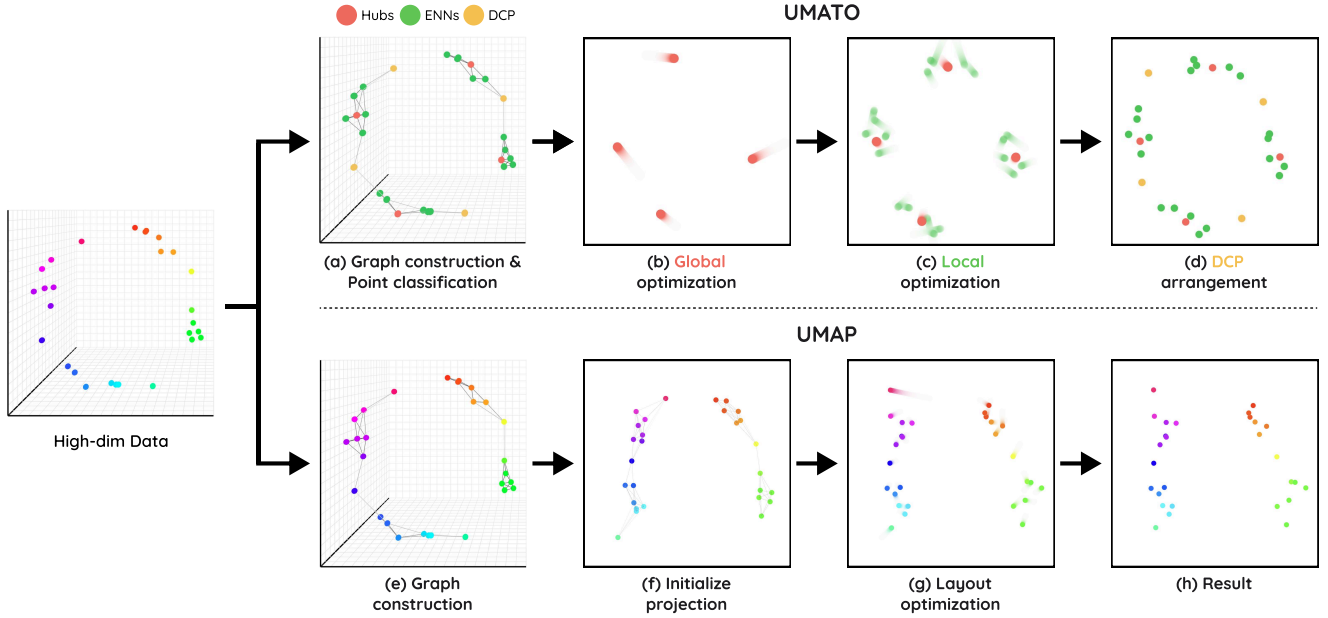 Hubs ENNs DCP
UMATO
(a) Graph construction &
Point classification
(b) Global
optimization
(c) Local
optimization
(d) DCP
arrangement
High-dim Data
UMAP
(e) Graph
construction
(f) Initialize
projection
(g) Layout
optimization
(h) Result